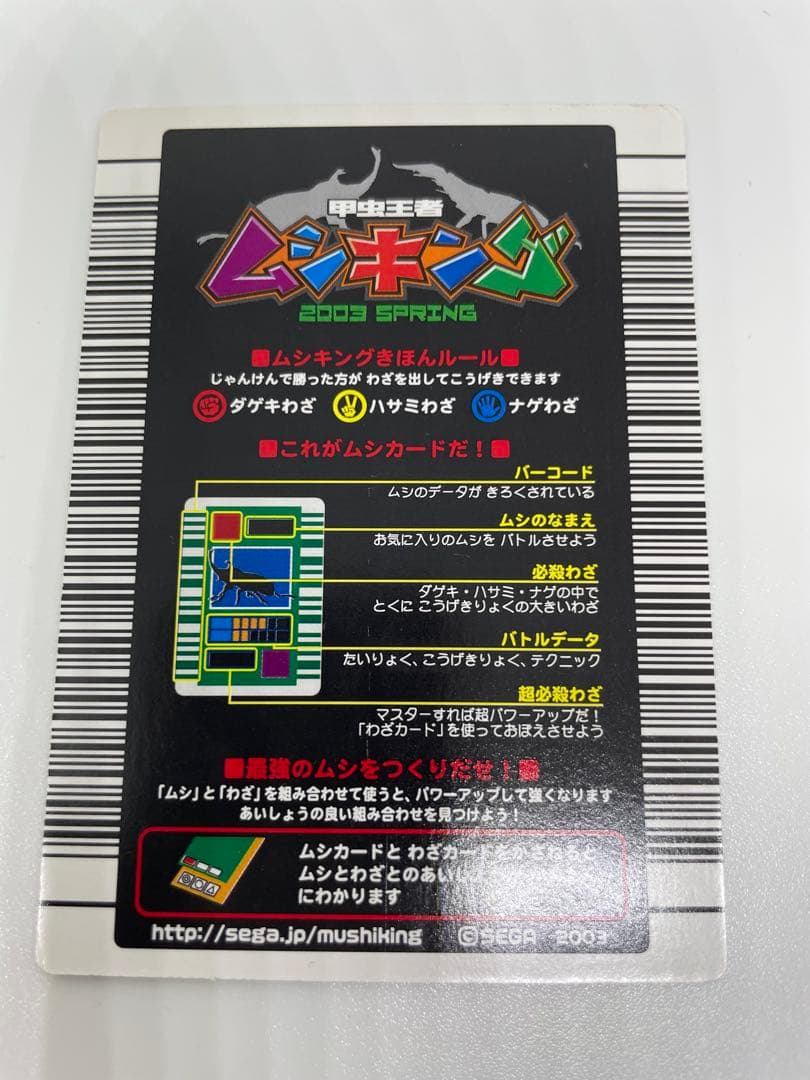 甲虫王者
ムシキング
2003 SPRING
■ムシキングきほんルール■
じゃんけんで勝った方が わざを出してこうげきできます
ダゲキわざ ハサミわざ ナゲわざ
■これがムシカードだ！■
バーコード
ムシのデータが きろくされている
ムシのなまえ
お気に入りのムシを バトルさせよう
必殺わざ
ダゲキ・ハサミ・ナゲの中で
とくに こうげきりょくの大きいわざ
バトルデータ
たいりょく、こうげきりょく、テクニック
超必殺わざ
マスターすれば超パワーアップだ！
「わざカード」を使っておぼえさせよう
■最強のムシをつくりだせ！■
「ムシ」と「わざ」を組み合わせて使うと、パワーアップして強くなります
あいしょうの良い組み合わせを見つけよう！
ムシカードと わざカードを
ムシとわざとのあい
にわかります
http://sega.jp/mushiking ©SEGA 2003